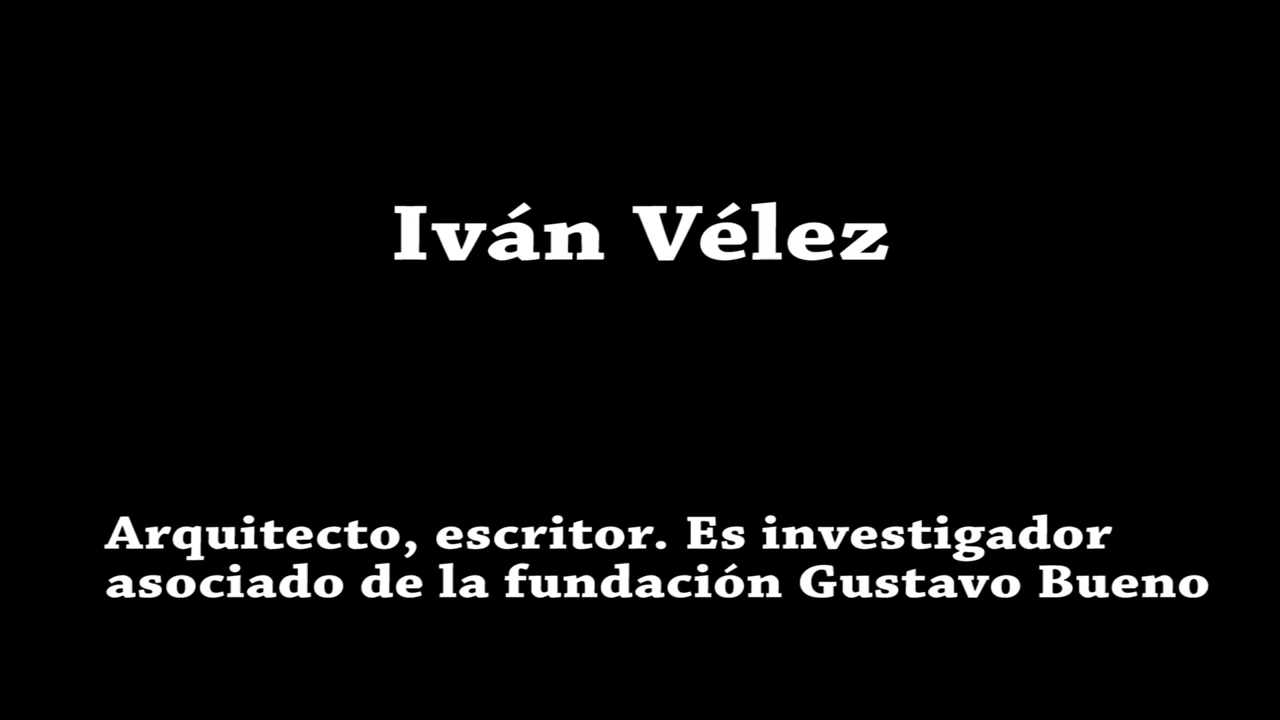 Iván Vélez
Arquitecto, escritor. Es investigador
asociado de la fundación Gustavo Bueno